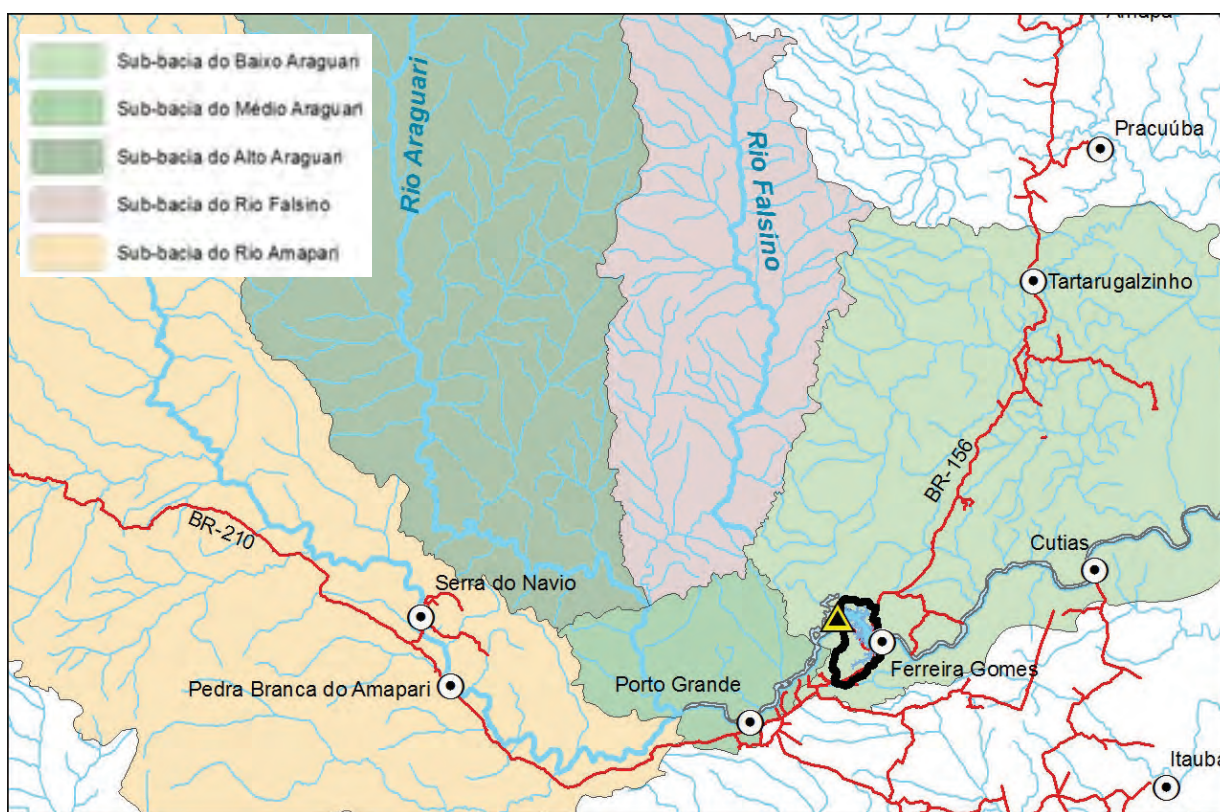 Sub-bacia do Baixo Araguari
Sub-bacia do Médio Araguari
Sub-bacia do Alto Araguari
Sub-bacia do Rio Falsino
Sub-bacia do Rio Amapari
Rio Araguari
Rio Falsino
Amapá
Pracuúba
Tartarugalzinho
BR-156
BR-210
Cutias
Serra do Navio
Ferreira Gomes
Porto Grande
Pedra Branca do Amapari
Itauba